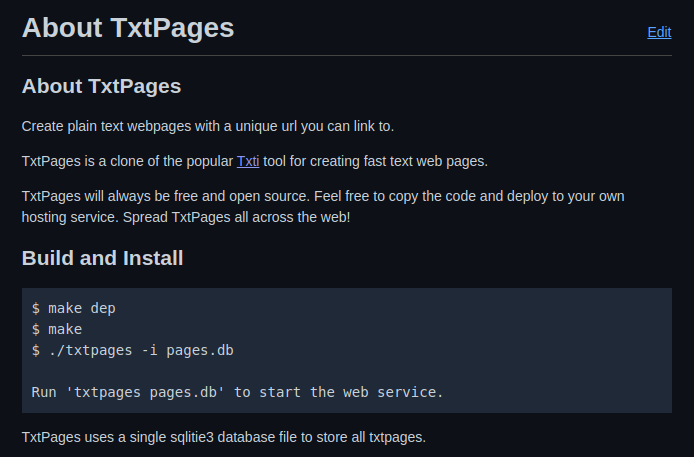 About TxtPages
Edit
About TxtPages
Create plain text webpages with a unique url you can link to.
TxtPages is a clone of the popular Txti tool for creating fast text web pages.
TxtPages will always be free and open source. Feel free to copy the code and deploy to your own
hosting service. Spread TxtPages all across the web!
Build and Install
$ make dep
$ make
$ ./txtpages -i pages.db
Run 'txtpages pages.db' to start the web service.
TxtPages uses a single sqlitie3 database file to store all txtpages.